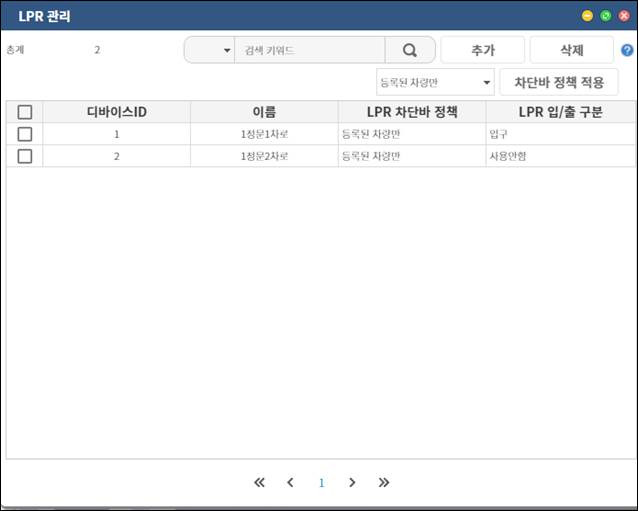 LPR 관리
총계 2 검색 키워드 추가 삭제 ?
등록된 차량만 차단바 정책 적용
디바이스ID 이름 LPR 차단바 정책 LPR 입/출 구분
1 1정문1차로 등록된 차량만 입구
2 1정문2차로 등록된 차량만 사용안함
1